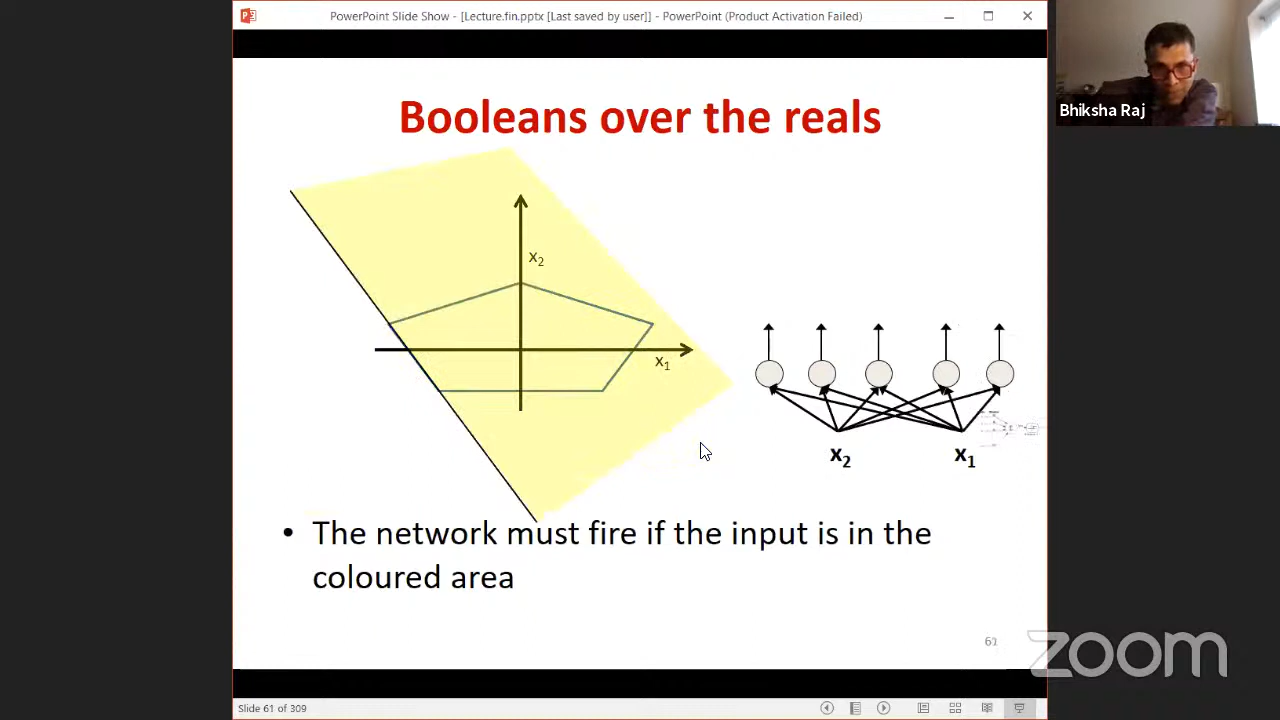 PowerPoint Slide Show - [Lecture.fin.pptx [Last saved by user]] - PowerPoint (Product Activation Failed)
Bhiksha Raj
Booleans over the reals
x2
x1
x2
x1
• The network must fire if the input is in the
coloured area
zoom
Slide 61 of 309